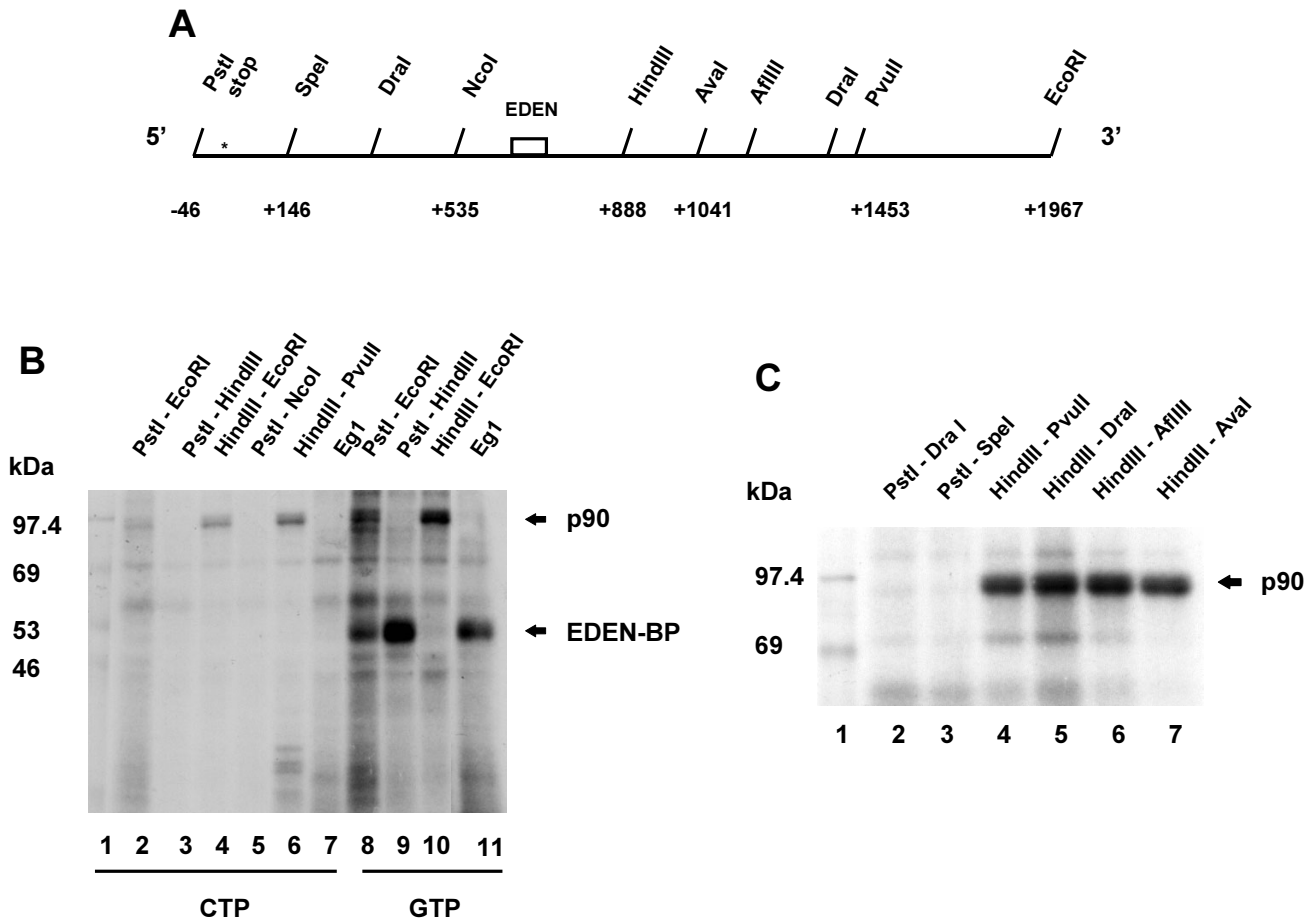 A
PstI
stop
SpeI
DraI
NcoI
EDEN
HindIII
AvaI
AflIII
DraI
PvuII
EcoRI
5’
*
3’
-46
+146
+535
+888
+1041
+1453
+1967
B
PstI - EcoRI
PstI - HindIII
HindIII - EcoRI
PstI - NcoI
HindIII - PvuII
Eg1
PstI - EcoRI
PstI - HindIII
HindIII - EcoRI
Eg1
kDa
97.4
69
53
46
p90
EDEN-BP
1 2 3 4 5 6 7 8 9 10 11
CTP GTP
C
PstI - Dra I
PstI - SpeI
HindIII - PvuII
HindIII - DraI
HindIII - AflIII
HindIII - AvaI
kDa
97.4
69
p90
1 2 3 4 5 6 7